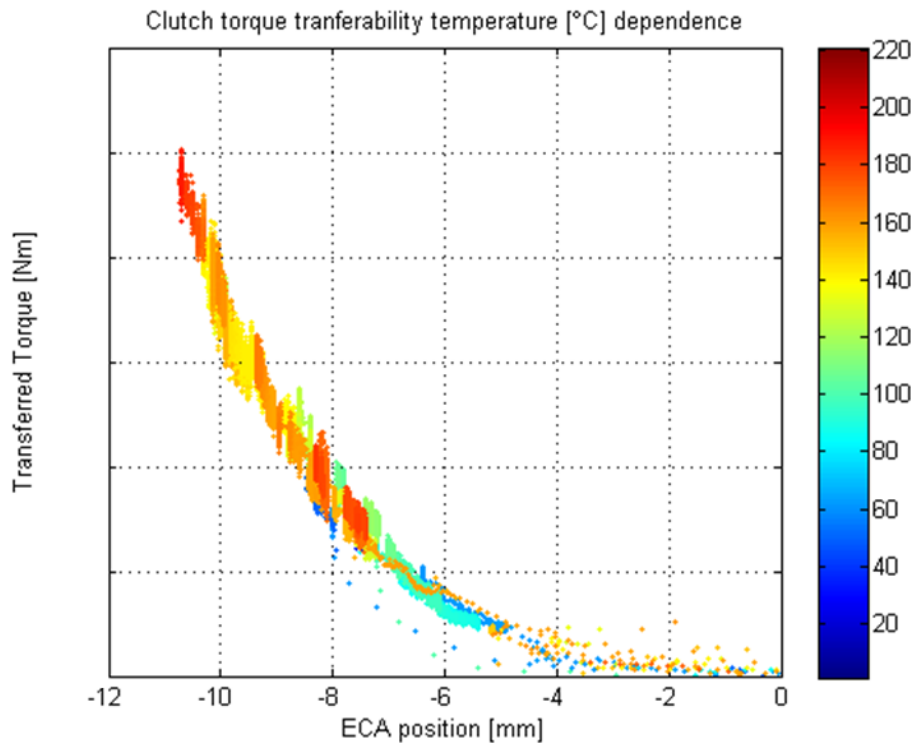 Clutch torque tranferability temperature [°C] dependence
Transferred Torque [Nm]
-12 -10 -8 -6 -4 -2 0
ECA position [mm]
220
200
180
160
140
120
100
80
60
40
20